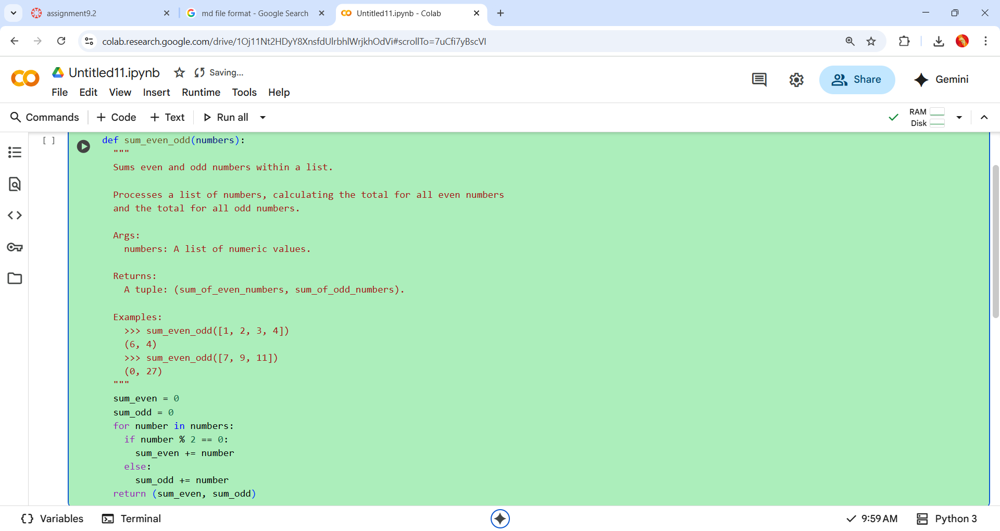 assignment9.2
md file format - Google Search
Untitled11.ipynb - Colab
colab.research.google.com/drive/1Oj11Nt2HDyY8XnsfdUlrbhlWrjkhOdVi#scrollTo=7uCfi7yBscVI
Untitled11.ipynb
Saving...
File Edit View Insert Runtime Tools Help
Share
Gemini
Commands + Code + Text Run all
RAM
Disk
[ ]
def sum_even_odd(numbers):
"""
Sums even and odd numbers within a list.
Processes a list of numbers, calculating the total for all even numbers
and the total for all odd numbers.
Args:
numbers: A list of numeric values.
Returns:
A tuple: (sum_of_even_numbers, sum_of_odd_numbers).
Examples:
>>> sum_even_odd([1, 2, 3, 4])
(6, 4)
>>> sum_even_odd([7, 9, 11])
(0, 27)
"""
sum_even = 0
sum_odd = 0
for number in numbers:
if number % 2 == 0:
sum_even += number
else:
sum_odd += number
return (sum_even, sum_odd)
{} Variables Terminal
9:59 AM Python 3